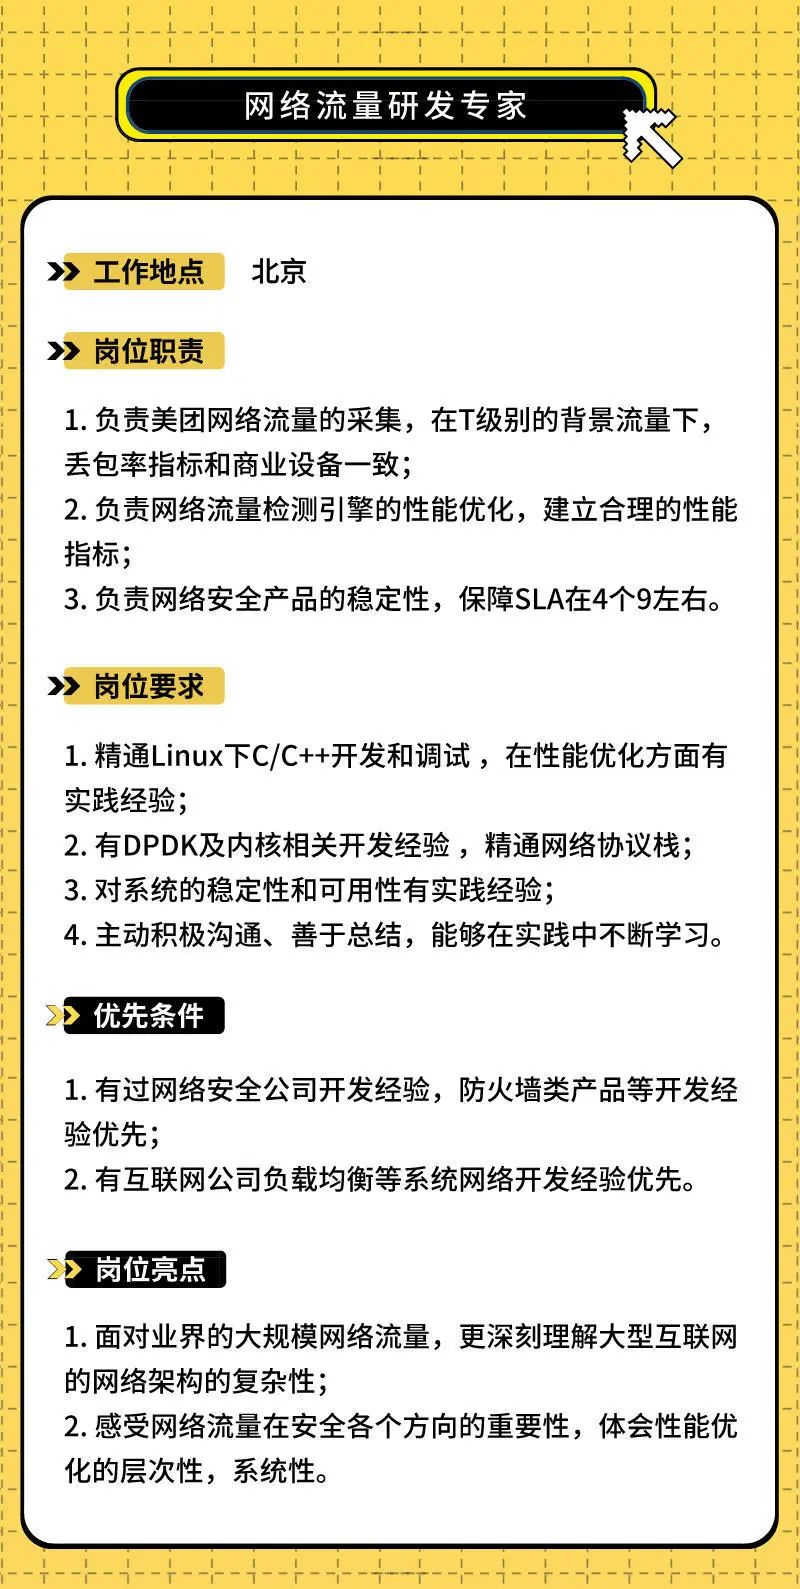 网络流量研发专家
工作地点 北京
岗位职责
1. 负责美团网络流量的采集，在T级别的背景流量下，
丢包率指标和商业设备一致；
2. 负责网络流量检测引擎的性能优化，建立合理的性能
指标；
3. 负责网络安全产品的稳定性，保障SLA在4个9左右。
岗位要求
1. 精通Linux下C/C++开发和调试 ，在性能优化方面有
实践经验；
2. 有DPDK及内核相关开发经验 ，精通网络协议栈；
3. 对系统的稳定性和可用性有实践经验；
4. 主动积极沟通、善于总结，能够在实践中不断学习。
优先条件
1. 有过网络安全公司开发经验，防火墙类产品等开发经
验优先；
2. 有互联网公司负载均衡等系统网络开发经验优先。
岗位亮点
1. 面对业界的大规模网络流量，更深刻理解大型互联网
的网络架构的复杂性；
2. 感受网络流量在安全各个方向的重要性，体会性能优
化的层次性，系统性。